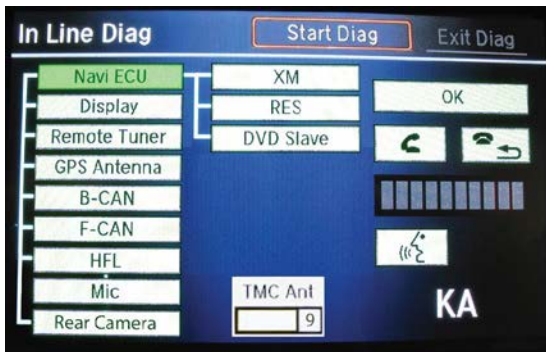 In Line Diag
Start Diag
Exit Diag
Navi ECU
XM
OK
Display
RES
Remote Tuner
DVD Slave
GPS Antenna
B-CAN
F-CAN
HFL
Mic
TMC Ant
9
KA
Rear Camera